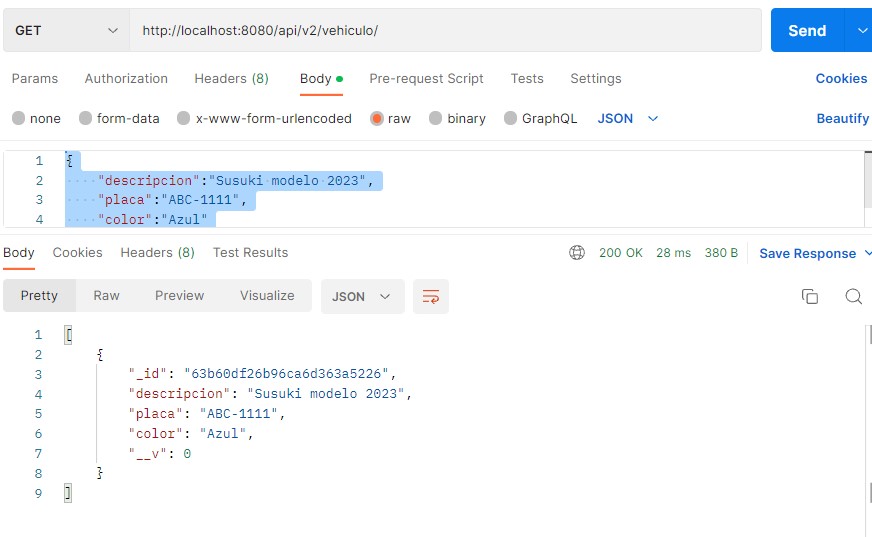 GET http://localhost:8080/api/v2/vehiculo/ Send
Params Authorization Headers (8) Body Pre-request Script Tests Settings Cookies
none form-data x-www-form-urlencoded raw binary GraphQL JSON Beautify
1 {
2 "descripcion":"Susuki modelo 2023",
3 "placa":"ABC-1111",
4 "color":"Azul"
Body Cookies Headers (8) Test Results 200 OK 28 ms 380 B Save Response
Pretty Raw Preview Visualize JSON
1 [
2 {
3 "_id": "63b60df26b96ca6d363a5226",
4 "descripcion": "Susuki modelo 2023",
5 "placa": "ABC-1111",
6 "color": "Azul",
7 "__v": 0
8 }
9 ]